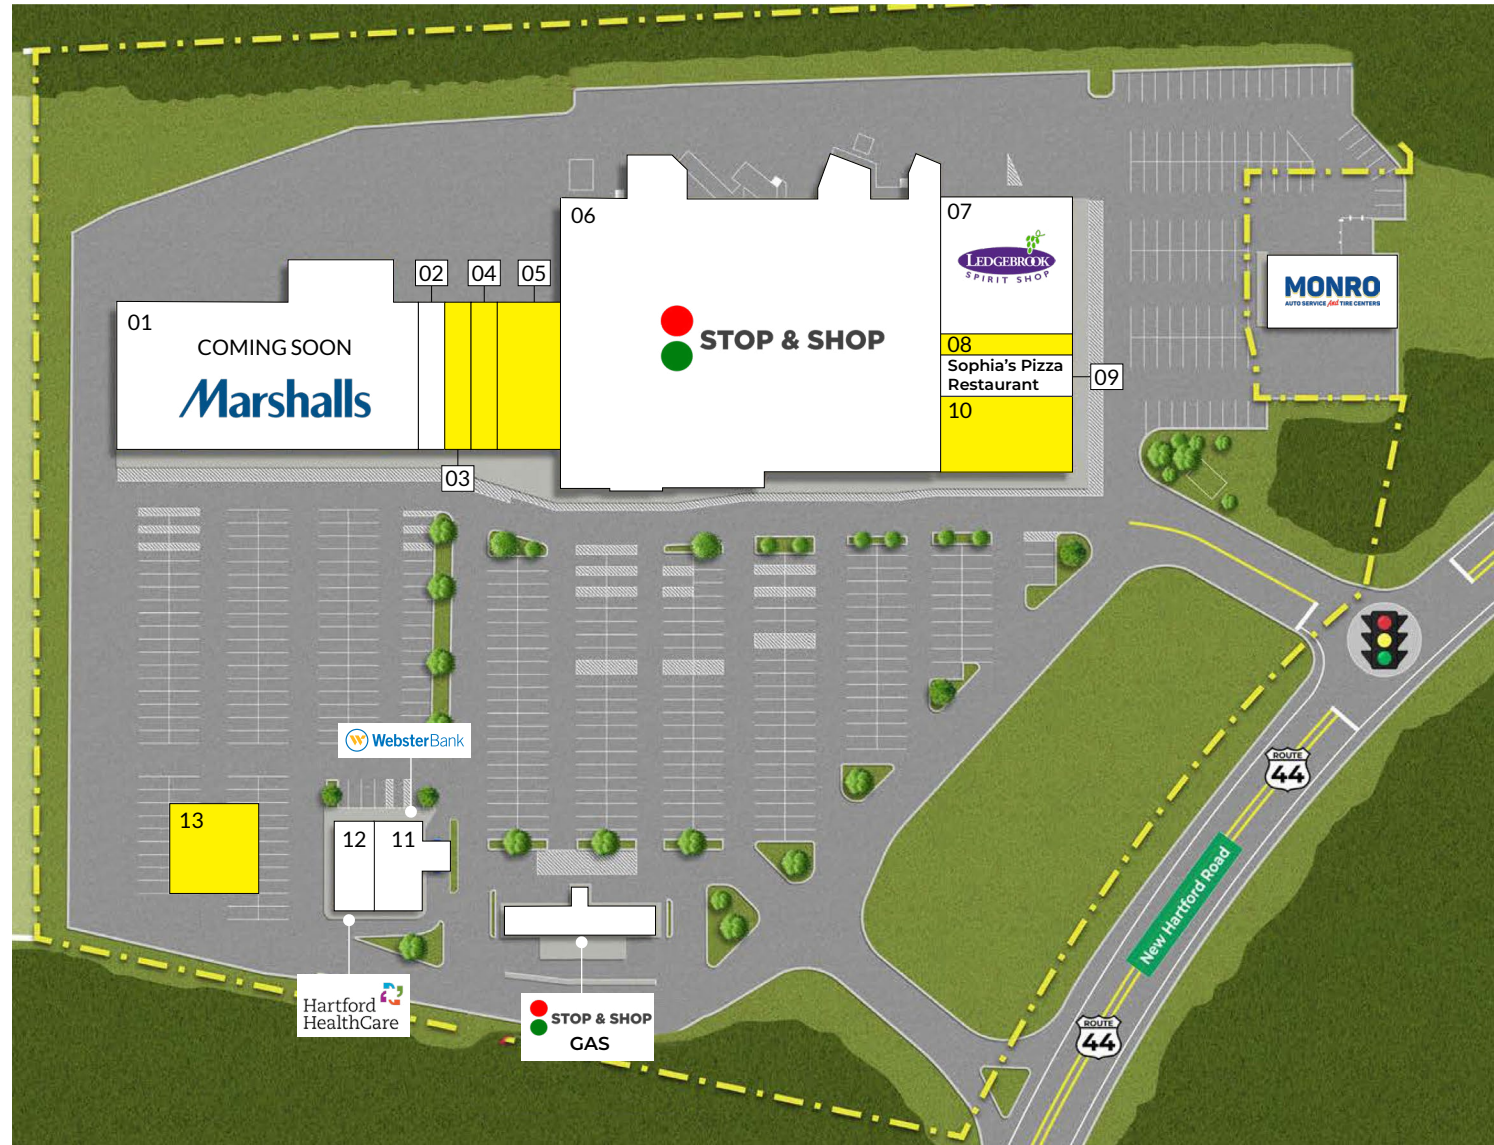 06
07
LEDGEBROOK
SPIRIT SHOP
02
04
05
MONRO
AUTO SERVICE And TIRE CENTERS
01
COMING SOON
Marshalls
STOP & SHOP
08
Sophia's Pizza
Restaurant
09
10
03
WebsterBank
ROUTE
44
13
12
11
New Hartford Road
Hartford
HealthCare
STOP & SHOP
GAS
ROUTE
44